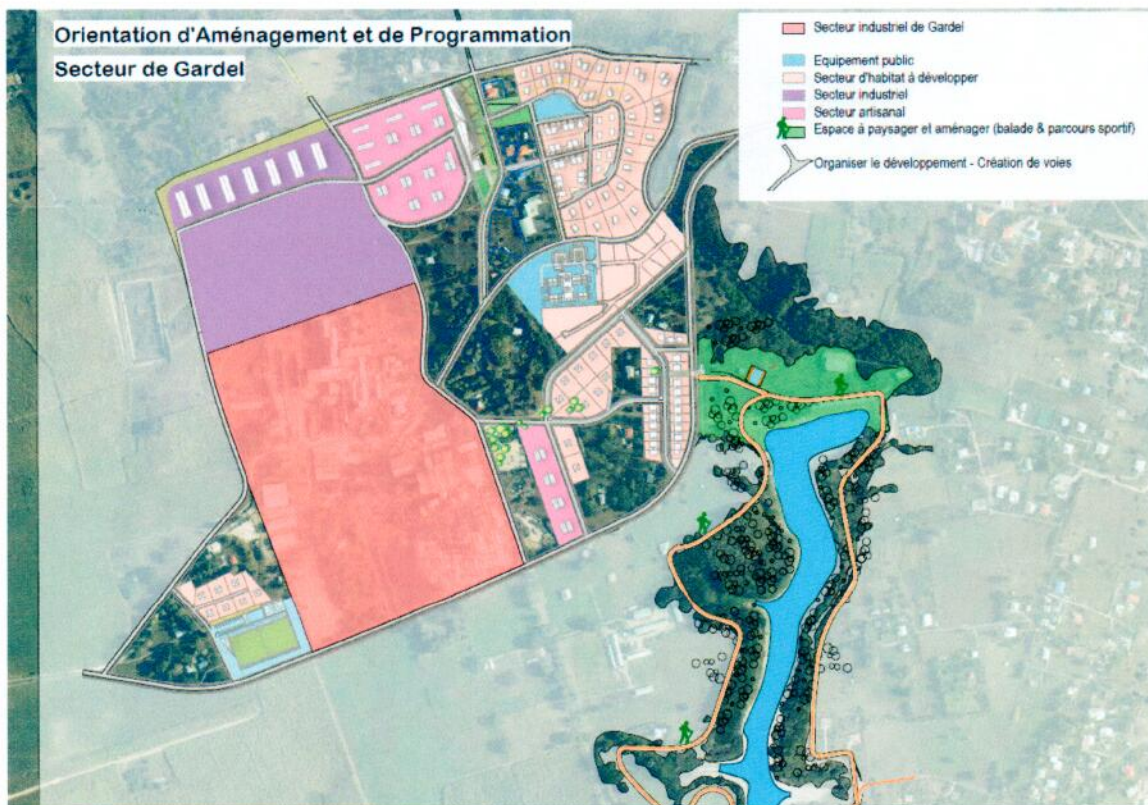 Orientation d'Aménagement et de Programmation
Secteur de Gardel
Secteur industriel de Gardel
Equipement public
Secteur d'habitat à développer
Secteur industriel
Secteur artisanal
Espace à paysager et aménager (balade & parcours sportif)
Organiser le développement - Création de voies